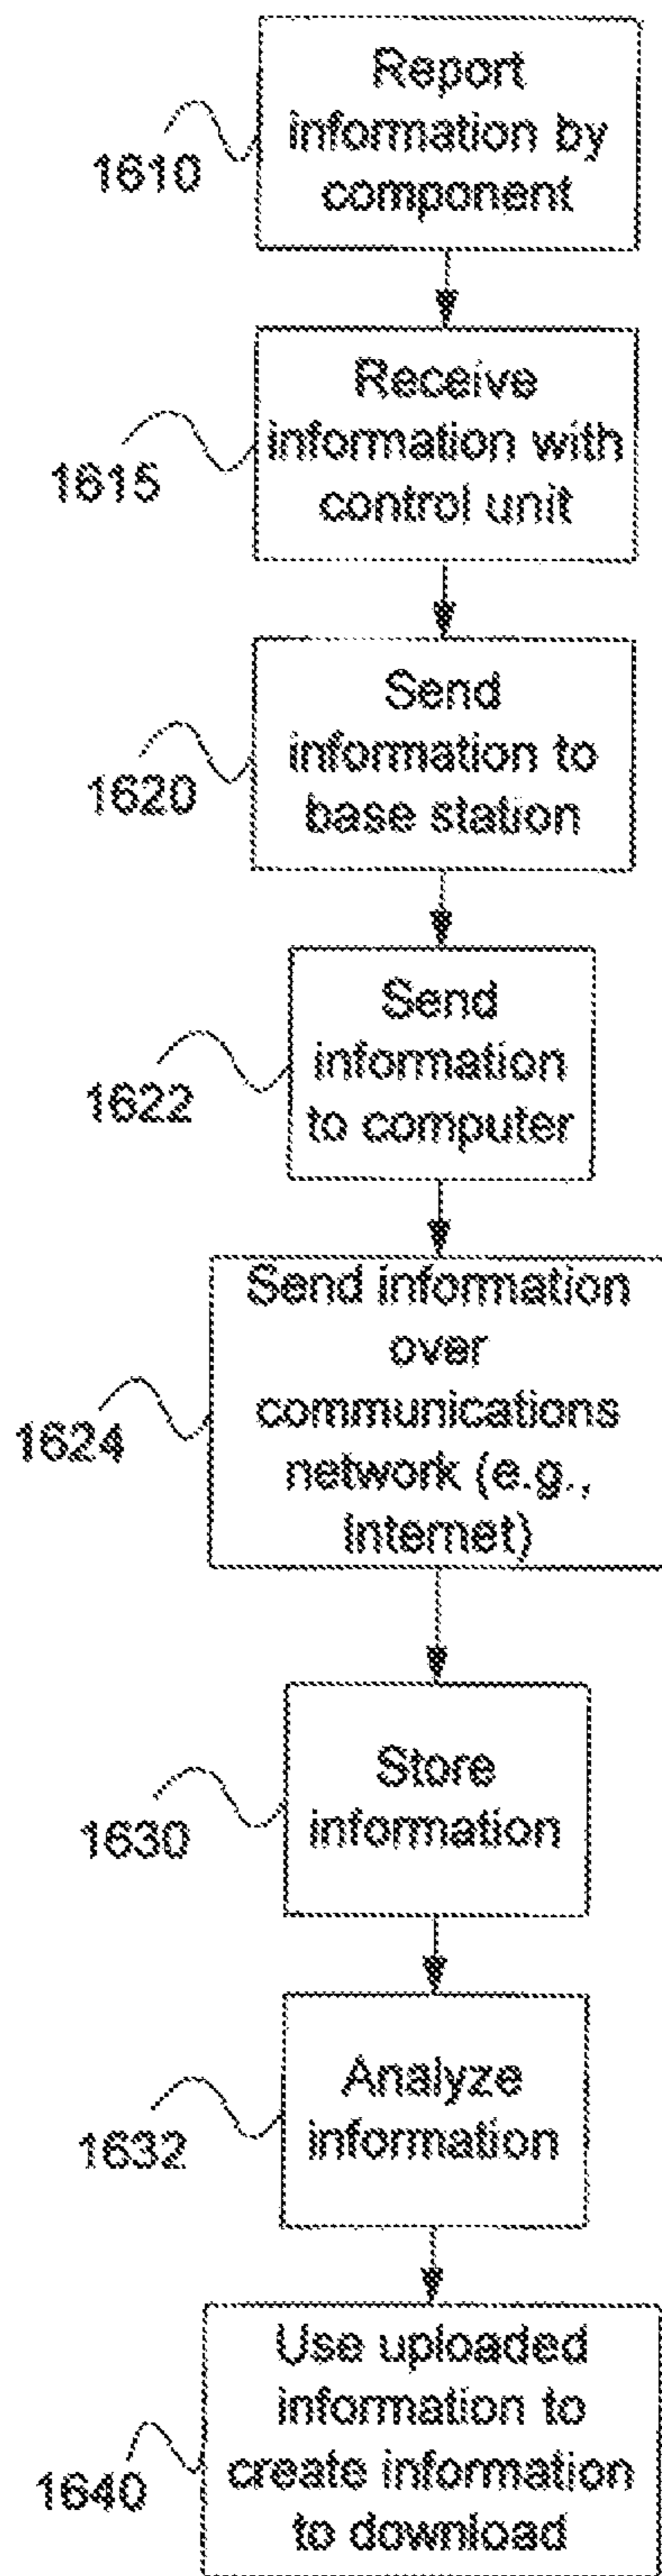 Report
information by
component
1610
Receive
information with
control unit
1615
Send
information to
base station
1620
Send
information
to computer
1622
Send information
over
communications
network (e.g.,
Internet)
1624
Store
information
1630
Analyze
information
1632
Use uploaded
information to
create information
to download
1640